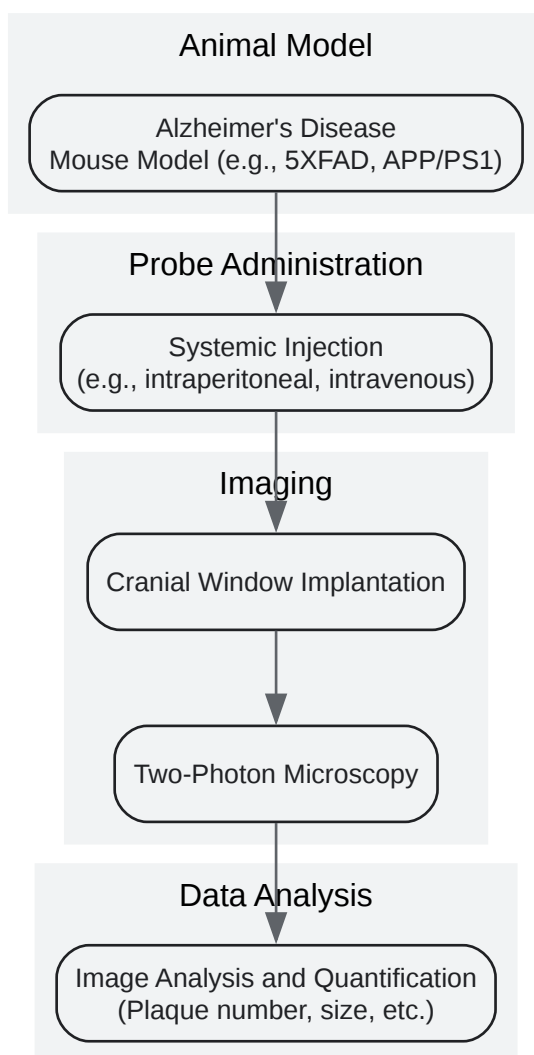 Animal Model
Alzheimer's Disease
Mouse Model (e.g., 5XFAD, APP/PS1)
Probe Administration
Systemic Injection
(e.g., intraperitoneal, intravenous)
Imaging
Cranial Window Implantation
Two-Photon Microscopy
Data Analysis
Image Analysis and Quantification
(Plaque number, size, etc.)